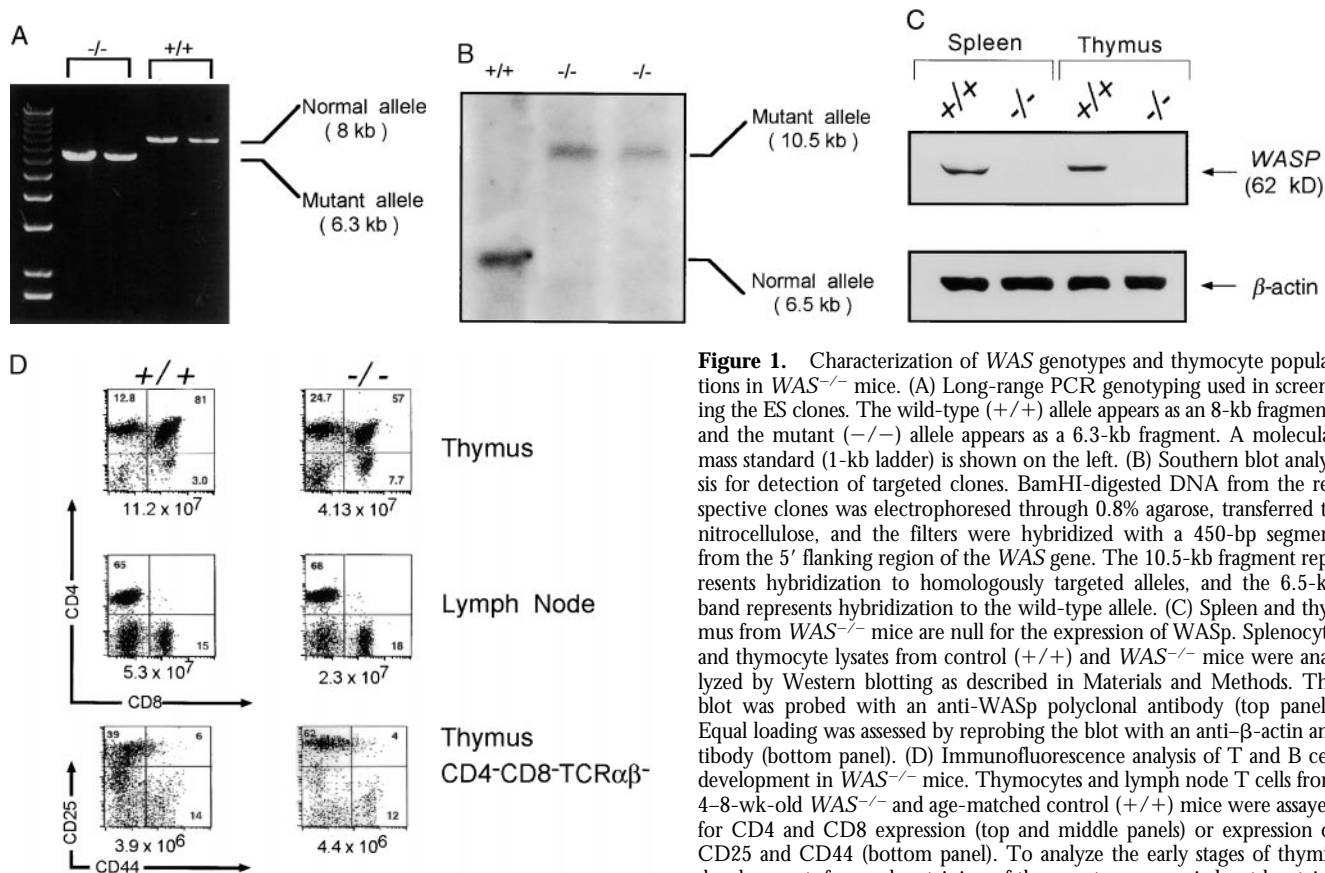 A
-/-
+/+
Normal allele
( 8 kb )
Mutant allele
( 6.3 kb )
B
+/+
-/-
-/-
Mutant allele
( 10.5 kb )
Normal allele
( 6.5 kb )
C
Spleen
Thymus
+/+
-/-
+/+
-/-
WASP
(62 kD)
β-actin
D
+/+
-/-
12.8
81
3.0
11.2 x 10⁷
24.7
57
7.7
4.13 x 10⁷
Thymus
65
15
5.3 x 10⁷
68
18
2.3 x 10⁷
Lymph Node
CD4
CD8
39
6
14
3.9 x 10⁶
62
4
12
4.4 x 10⁶
Thymus
CD4⁻CD8⁻TCRαβ⁻
CD25
CD44
Figure 1. Characterization of WAS genotypes and thymocyte popula-
tions in WAS⁻/⁻ mice. (A) Long-range PCR genotyping used in screen-
ing the ES clones. The wild-type (+/+) allele appears as an 8-kb fragmen
and the mutant (−/−) allele appears as a 6.3-kb fragment. A molecula
mass standard (1-kb ladder) is shown on the left. (B) Southern blot analy
sis for detection of targeted clones. BamHI-digested DNA from the re
spective clones was electrophoresed through 0.8% agarose, transferred t
nitrocellulose, and the filters were hybridized with a 450-bp segmen
from the 5′ flanking region of the WAS gene. The 10.5-kb fragment rep
resents hybridization to homologously targeted alleles, and the 6.5-k
band represents hybridization to the wild-type allele. (C) Spleen and thy
mus from WAS⁻/⁻ mice are null for the expression of WASp. Splenocyt
and thymocyte lysates from control (+/+) and WAS⁻/⁻ mice were ana
lyzed by Western blotting as described in Materials and Methods. Th
blot was probed with an anti-WASp polyclonal antibody (top panel
Equal loading was assessed by reprobing the blot with an anti–β-actin an
tibody (bottom panel). (D) Immunofluorescence analysis of T and B ce
development in WAS⁻/⁻ mice. Thymocytes and lymph node T cells from
4–8-wk-old WAS⁻/⁻ and age-matched control (+/+) mice were assaye
for CD4 and CD8 expression (top and middle panels) or expression o
CD25 and CD44 (bottom panel). To analyze the early stages of thymi